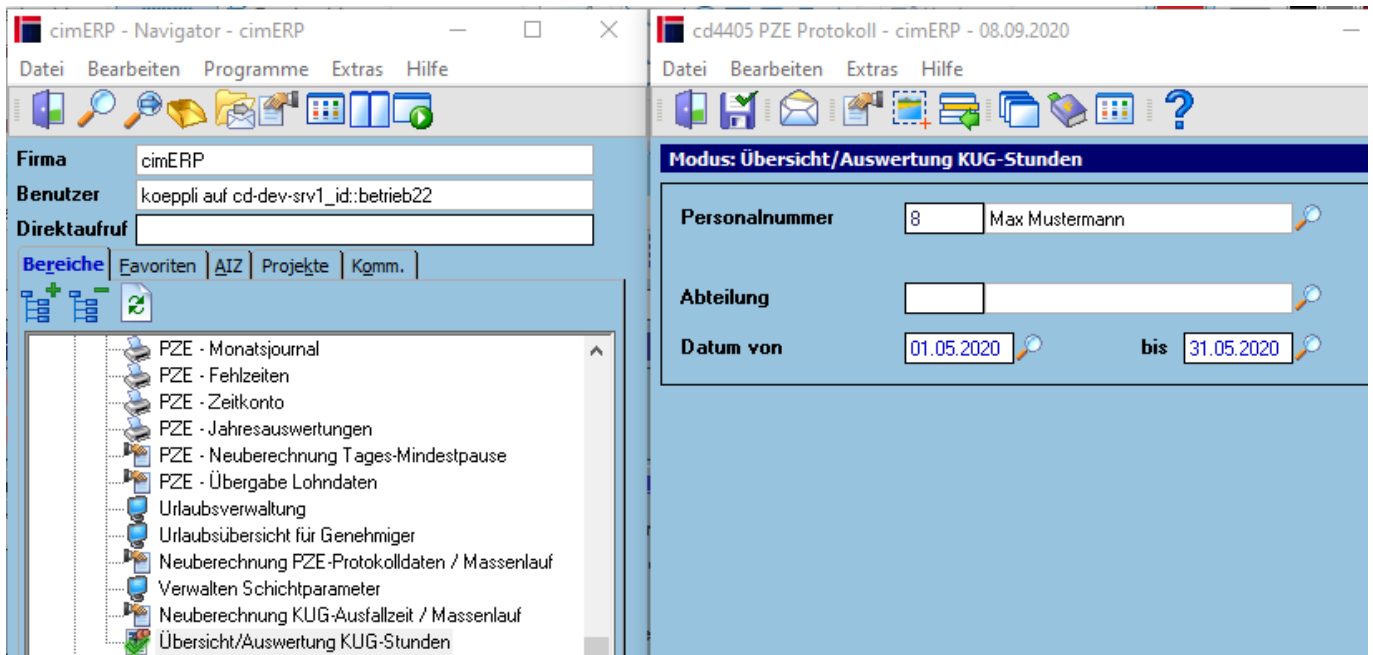 cimERP - Navigator - cimERP
Datei Bearbeiten Programme Extras Hilfe
Firma cimERP
Benutzer koeppli auf cd-dev-srv1_id::betrieb22
Direktaufruf
Bereiche Favoriten AIZ Projekte Komm.
PZE - Monatsjournal
PZE - Fehlzeiten
PZE - Zeitkonto
PZE - Jahresauswertungen
PZE - Neuberechnung Tages-Mindestpause
PZE - Übergabe Lohndaten
Urlaubsverwaltung
Urlaubsübersicht für Genehmiger
Neuberechnung PZE-Protokolldaten / Massenlauf
Verwalten Schichtparameter
Neuberechnung KUG-Ausfallzeit / Massenlauf
Übersicht/Auswertung KUG-Stunden
cd4405 PZE Protokoll - cimERP - 08.09.2020
Datei Bearbeiten Extras Hilfe
Modus: Übersicht/Auswertung KUG-Stunden
Personalnummer 8 Max Mustermann
Abteilung
Datum von 01.05.2020 bis 31.05.2020